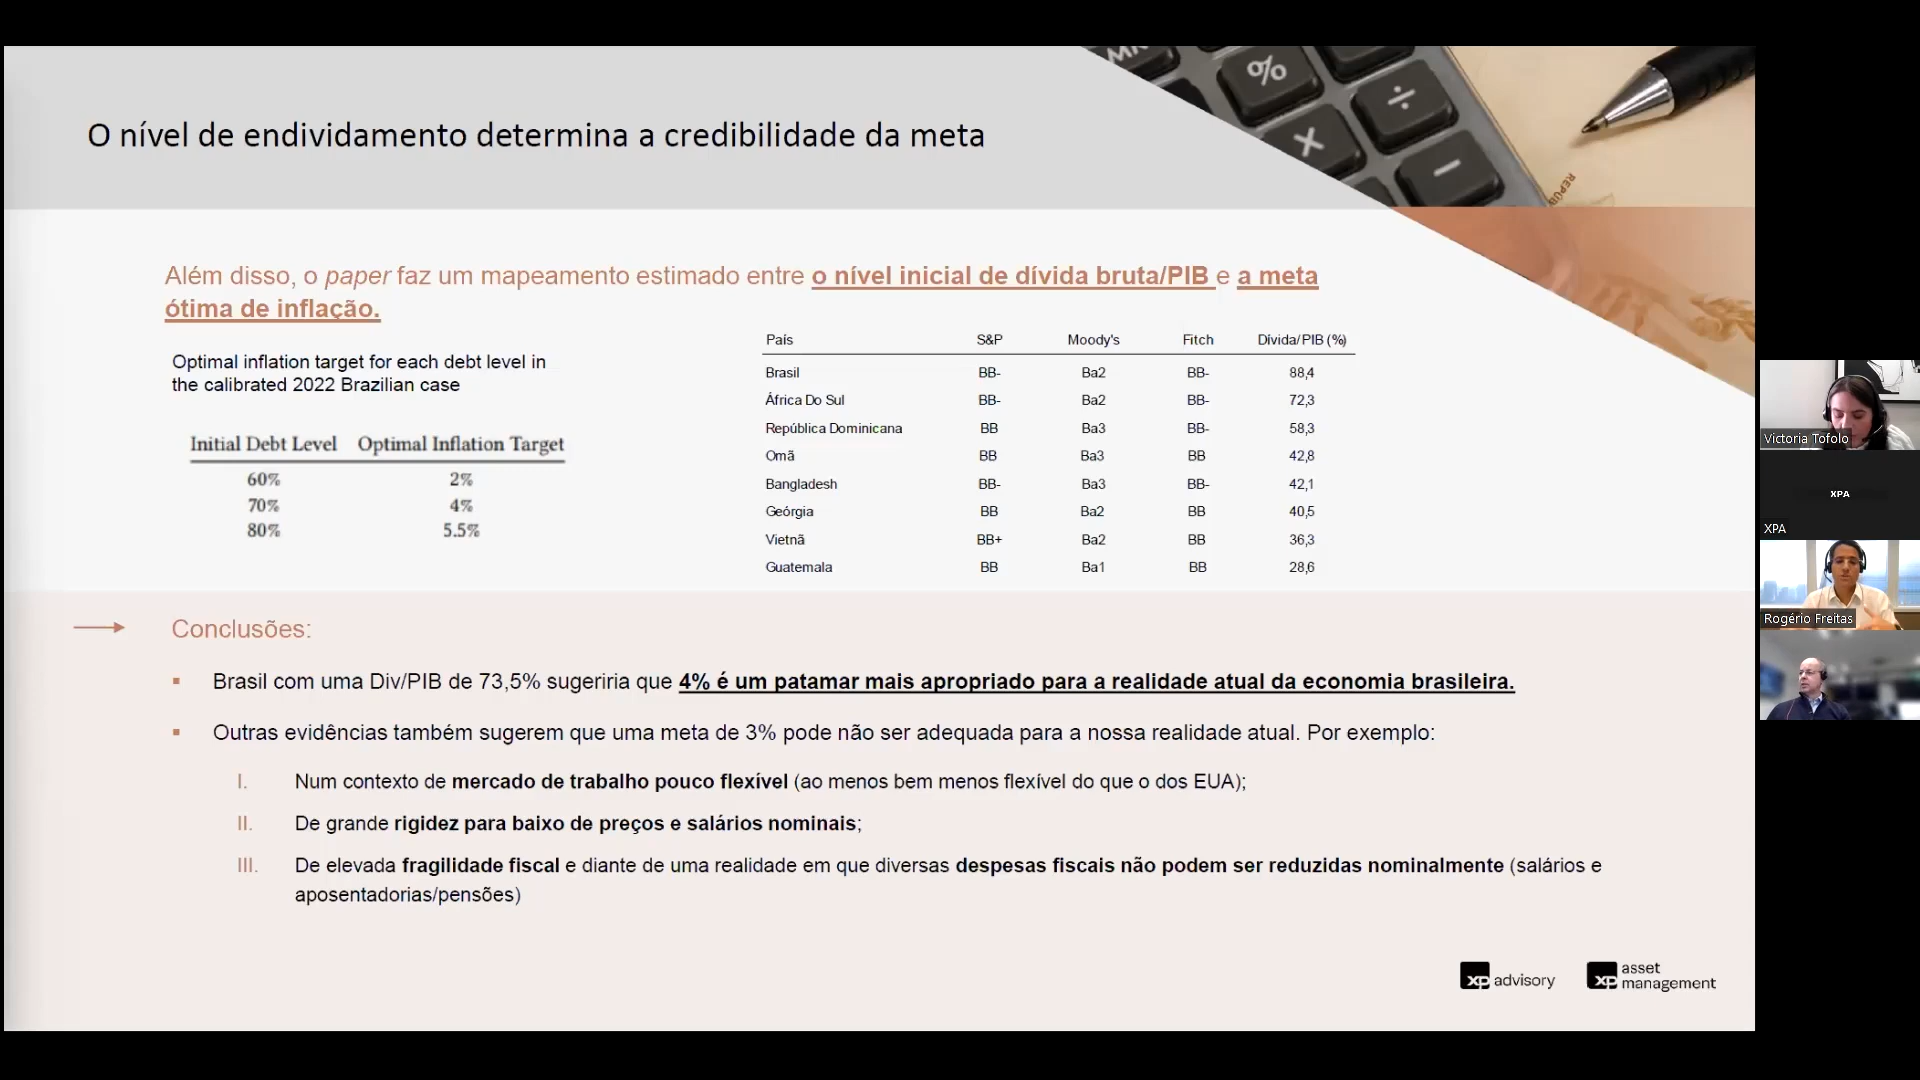 O nível de endividamento determina a credibilidade da meta
Além disso, o paper faz um mapeamento estimado entre o nível inicial de dívida bruta/PIB e a meta
ótima de inflação.
Optimal inflation target for each debt level in
the calibrated 2022 Brazilian case
Initial Debt Level Optimal Inflation Target
60% 2%
70% 4%
80% 5.5%
País S&P Moody's Fitch Dívida/PIB (%)
Brasil BB- Ba2 BB- 88,4
África Do Sul BB- Ba2 BB- 72,3
República Dominicana BB Ba3 BB- 58,3
Omã BB Ba3 BB 42,8
Bangladesh BB- Ba3 BB- 42,1
Geórgia BB Ba2 BB 40,5
Vietnã BB+ Ba2 BB 36,3
Guatemala BB Ba1 BB 28,6
Conclusões:
▪ Brasil com uma Div/PIB de 73,5% sugeriria que 4% é um patamar mais apropriado para a realidade atual da economia brasileira.
▪ Outras evidências também sugerem que uma meta de 3% pode não ser adequada para a nossa realidade atual. Por exemplo:
I. Num contexto de mercado de trabalho pouco flexível (ao menos bem menos flexível do que o dos EUA);
II. De grande rigidez para baixo de preços e salários nominais;
III. De elevada fragilidade fiscal e diante de uma realidade em que diversas despesas fiscais não podem ser reduzidas nominalmente (salários e
aposentadorias/pensões)
xp advisory
xp asset
management
% ÷
× −
Victoria Tofolo
XPA
XPA
Rogério Freitas